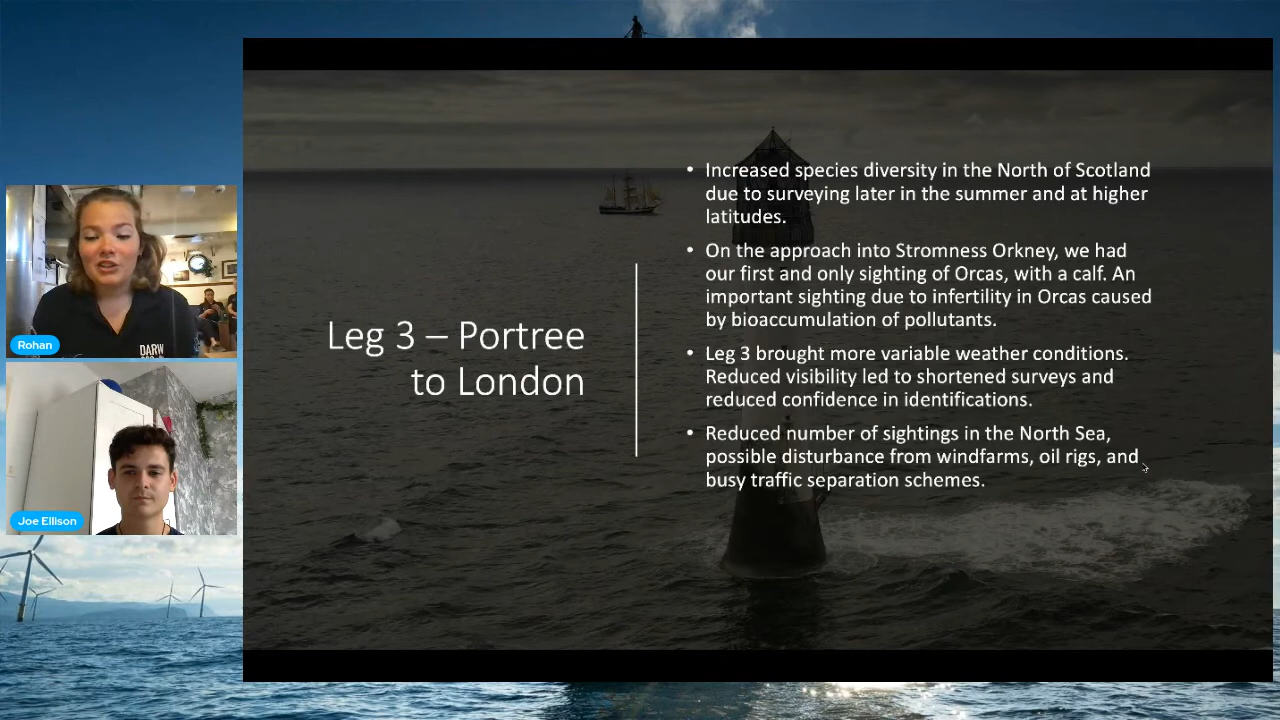 Leg 3 – Portree
to London
• Increased species diversity in the North of Scotland
due to surveying later in the summer and at higher
latitudes.
• On the approach into Stromness Orkney, we had
our first and only sighting of Orcas, with a calf. An
important sighting due to infertility in Orcas caused
by bioaccumulation of pollutants.
• Leg 3 brought more variable weather conditions.
Reduced visibility led to shortened surveys and
reduced confidence in identifications.
• Reduced number of sightings in the North Sea,
possible disturbance from windfarms, oil rigs, and
busy traffic separation schemes.
Rohan
DARW
Joe Ellison